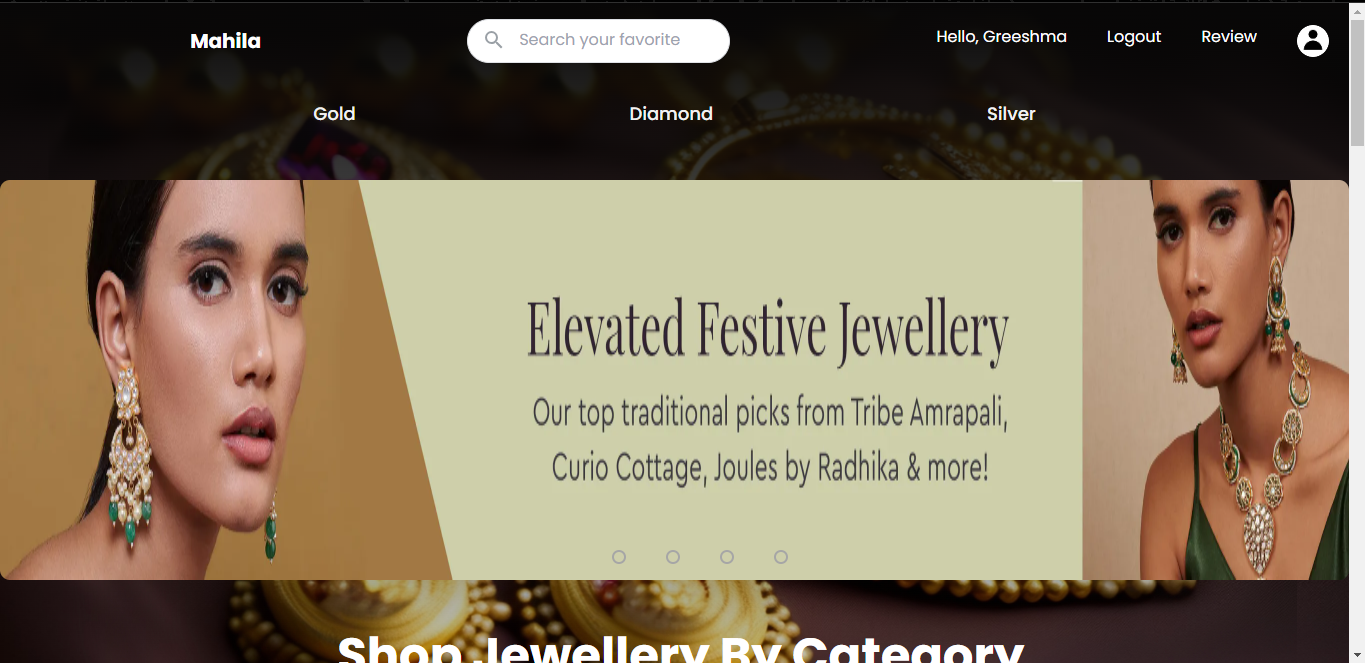 Mahila
Search your favorite
Hello, Greeshma
Logout
Review
Gold
Diamond
Silver
Elevated Festive Jewellery
Our top traditional picks from Tribe Amrapali,
Curio Cottage, Joules by Radhika & more!
Shop Jewellery By Category